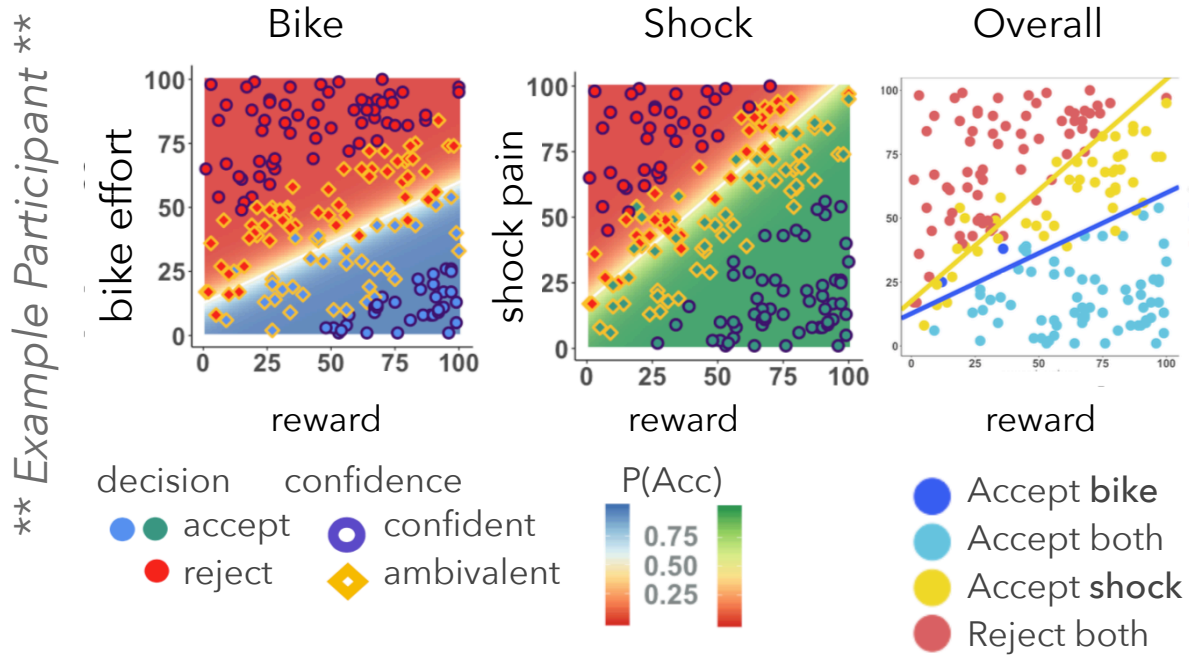 ** Example Participant **
Bike
Shock
Overall
bike effort
100
75
50
25
0
0 25 50 75 100
reward
shock pain
100
75
50
25
0
0 25 50 75 100
reward
100
75
50
25
0
0 25 50 75 100
reward
decision
accept
reject
confidence
confident
ambivalent
P(Acc)
0.75
0.50
0.25
Accept bike
Accept both
Accept shock
Reject both